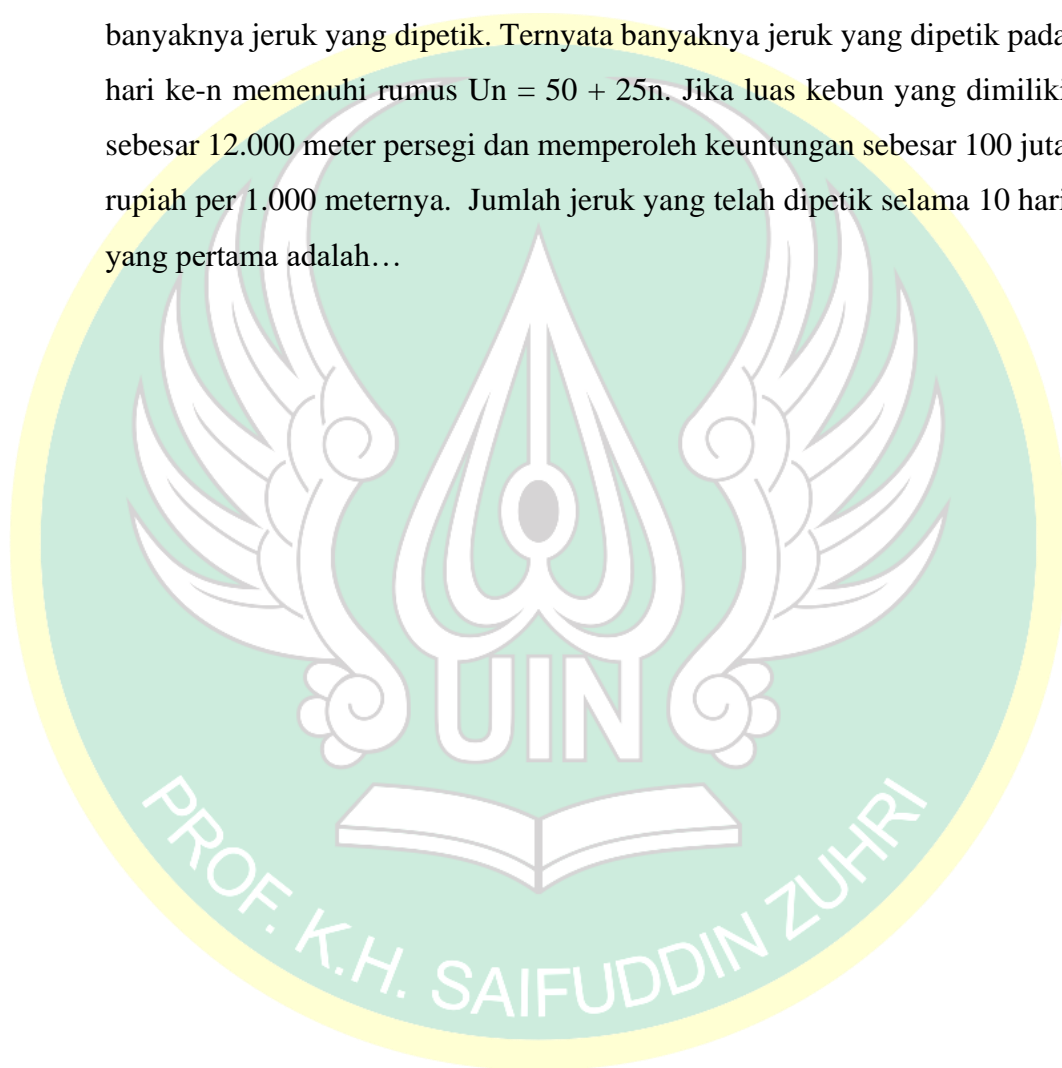 banyaknya jeruk yang dipetik. Ternyata banyaknya jeruk yang dipetik pada
hari ke-n memenuhi rumus Un = 50 + 25n. Jika luas kebun yang dimiliki
sebesar 12.000 meter persegi dan memperoleh keuntungan sebesar 100 juta
rupiah per 1.000 meternya. Jumlah jeruk yang telah dipetik selama 10 hari
yang pertama adalah…
UIN
PROF. K.H. SAIFUDDIN ZUHRI